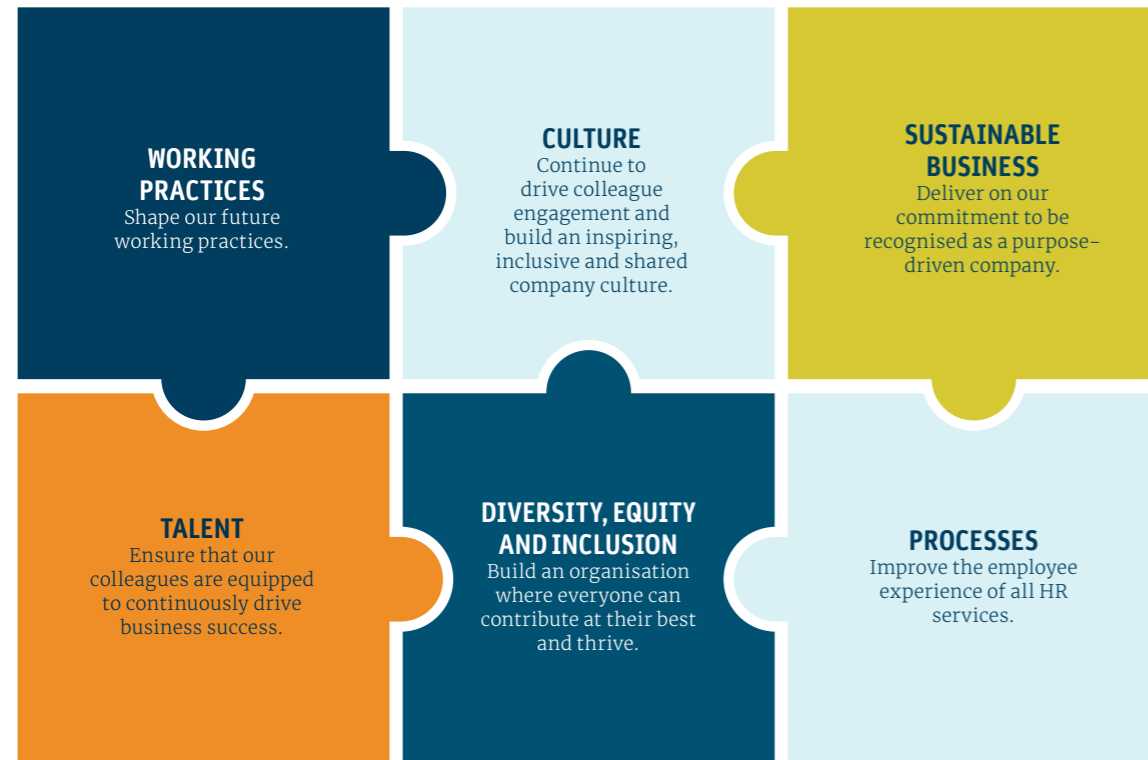 WORKING
PRACTICES
Shape our future
working practices.
CULTURE
Continue to
drive colleague
engagement and
build an inspiring,
inclusive and shared
company culture.
SUSTAINABLE
BUSINESS
Deliver on our
commitment to be
recognised as a purpose-
driven company.
TALENT
Ensure that our
colleagues are equipped
to continuously drive
business success.
DIVERSITY, EQUITY
AND INCLUSION
Build an organisation
where everyone can
contribute at their best
and thrive.
PROCESSES
Improve the employee
experience of all HR
services.